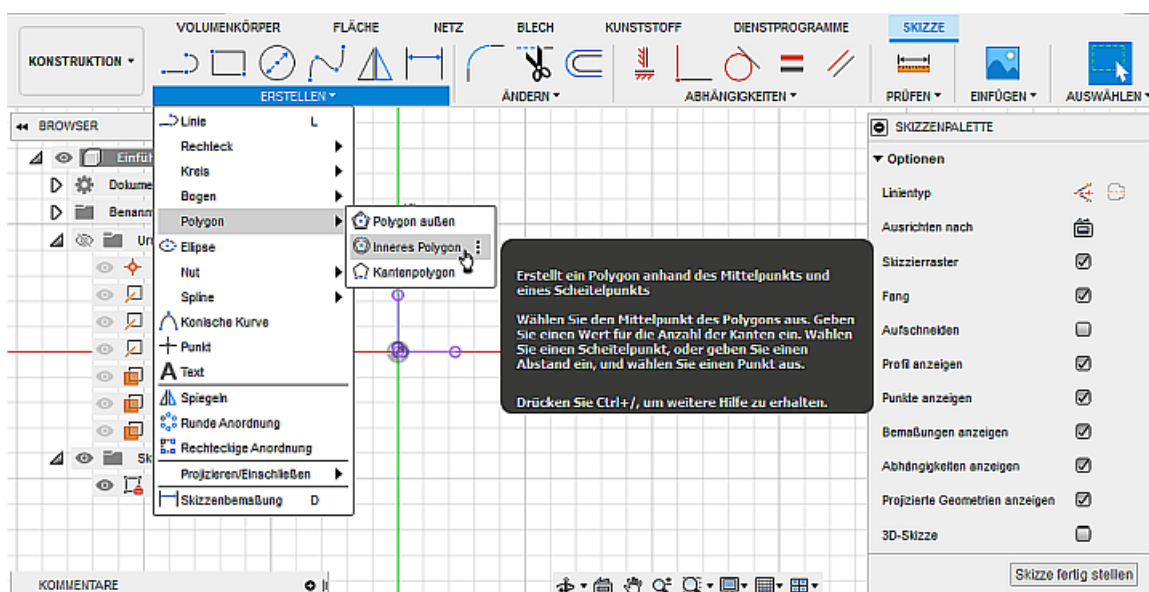 VOLUMENKÖRPER FLÄCHE NETZ BLECH KUNSTSTOFF DIENSTPROGRAMME SKIZZE
KONSTRUKTION
ERSTELLEN ÄNDERN ABHÄNGIGKEITEN PRÜFEN EINFÜGEN AUSWÄHLEN
BROWSER
Einfüh
Dokume
Benann
Ur
Sk
Linie L
Rechteck
Kreis
Bogen
Polygon
Ellipse
Nut
Spline
Konische Kurve
Punkt
A Text
Spiegeln
Runde Anordnung
Rechteckige Anordnung
Projizieren/Einschließen
Skizzenbemaßung D
Polygon außen
Inneres Polygon
Kantenpolygon
Erstellt ein Polygon anhand des Mittelpunkts und
eines Scheitelpunkts
Wählen Sie den Mittelpunkt des Polygons aus. Geben
Sie einen Wert für die Anzahl der Kanten ein. Wählen
Sie einen Scheitelpunkt, oder geben Sie einen
Abstand ein, und wählen Sie einen Punkt aus.
Drücken Sie Ctrl+/, um weitere Hilfe zu erhalten.
SKIZZENPALETTE
Optionen
Linientyp
Ausrichten nach
Skizzierraster
Fang
Aufschneiden
Profil anzeigen
Punkte anzeigen
Bemaßungen anzeigen
Abhängigkeiten anzeigen
Projizierte Geometrien anzeigen
3D-Skizze
Skizze fertig stellen
KOMMENTARE